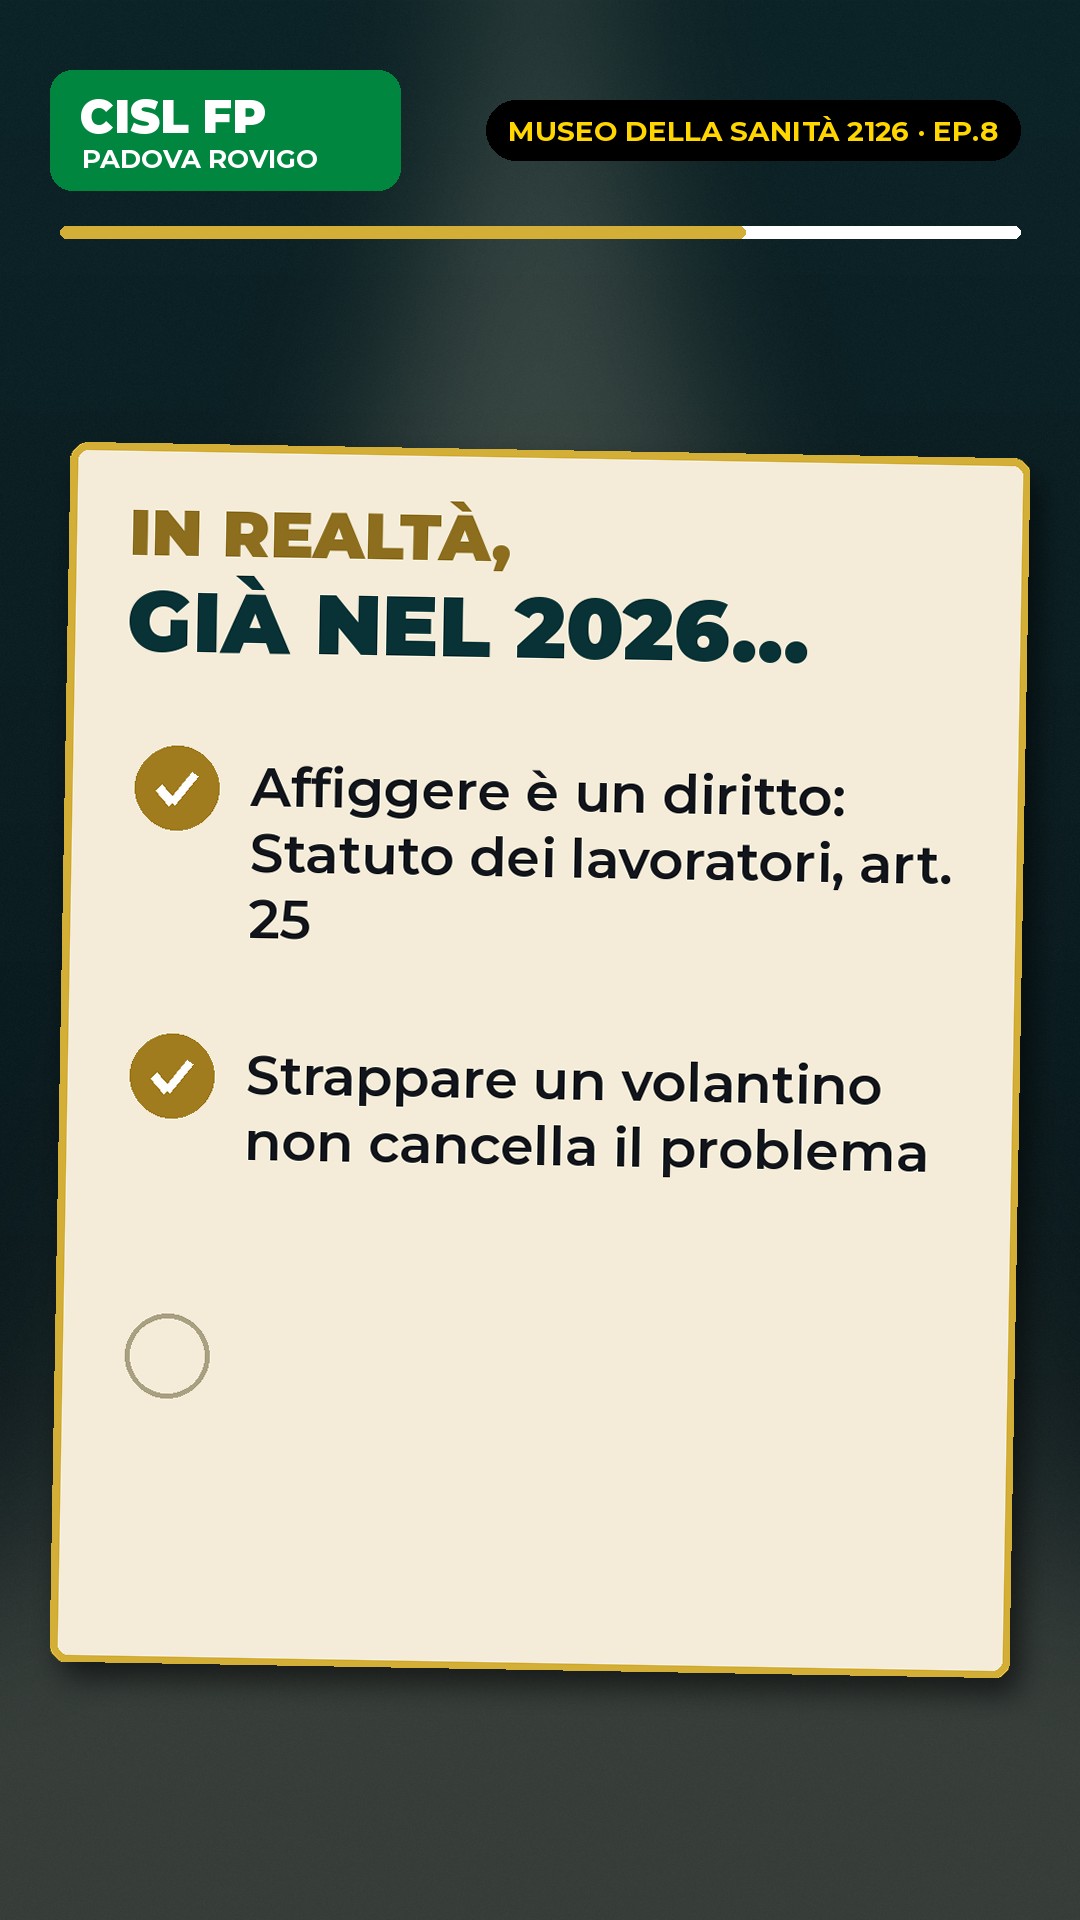 CISL FP
PADOVA ROVIGO
MUSEO DELLA SANITÀ 2126 · EP.8
IN REALTÀ,
GIÀ NEL 2026...
Affiggere è un diritto:
Statuto dei lavoratori, art.
25
Strappare un volantino
non cancella il problema